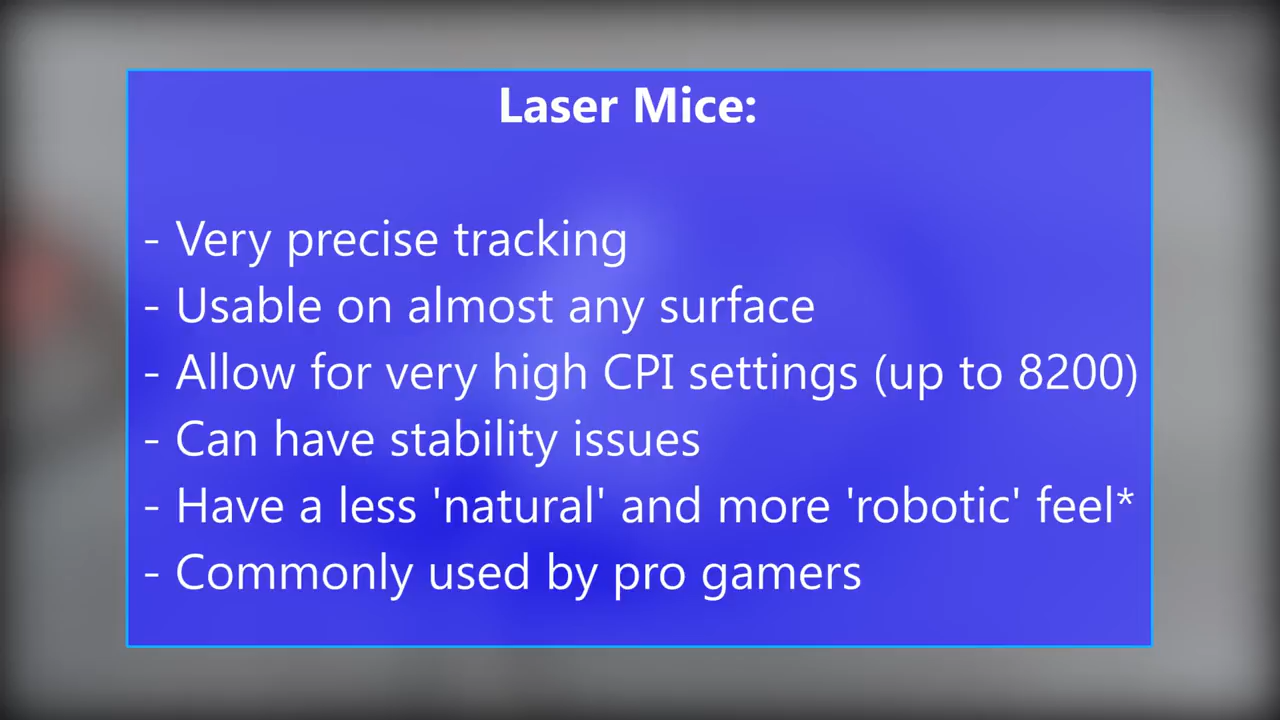 Laser Mice:
- Very precise tracking
- Usable on almost any surface
- Allow for very high CPI settings (up to 8200)
- Can have stability issues
- Have a less 'natural' and more 'robotic' feel*
- Commonly used by pro gamers